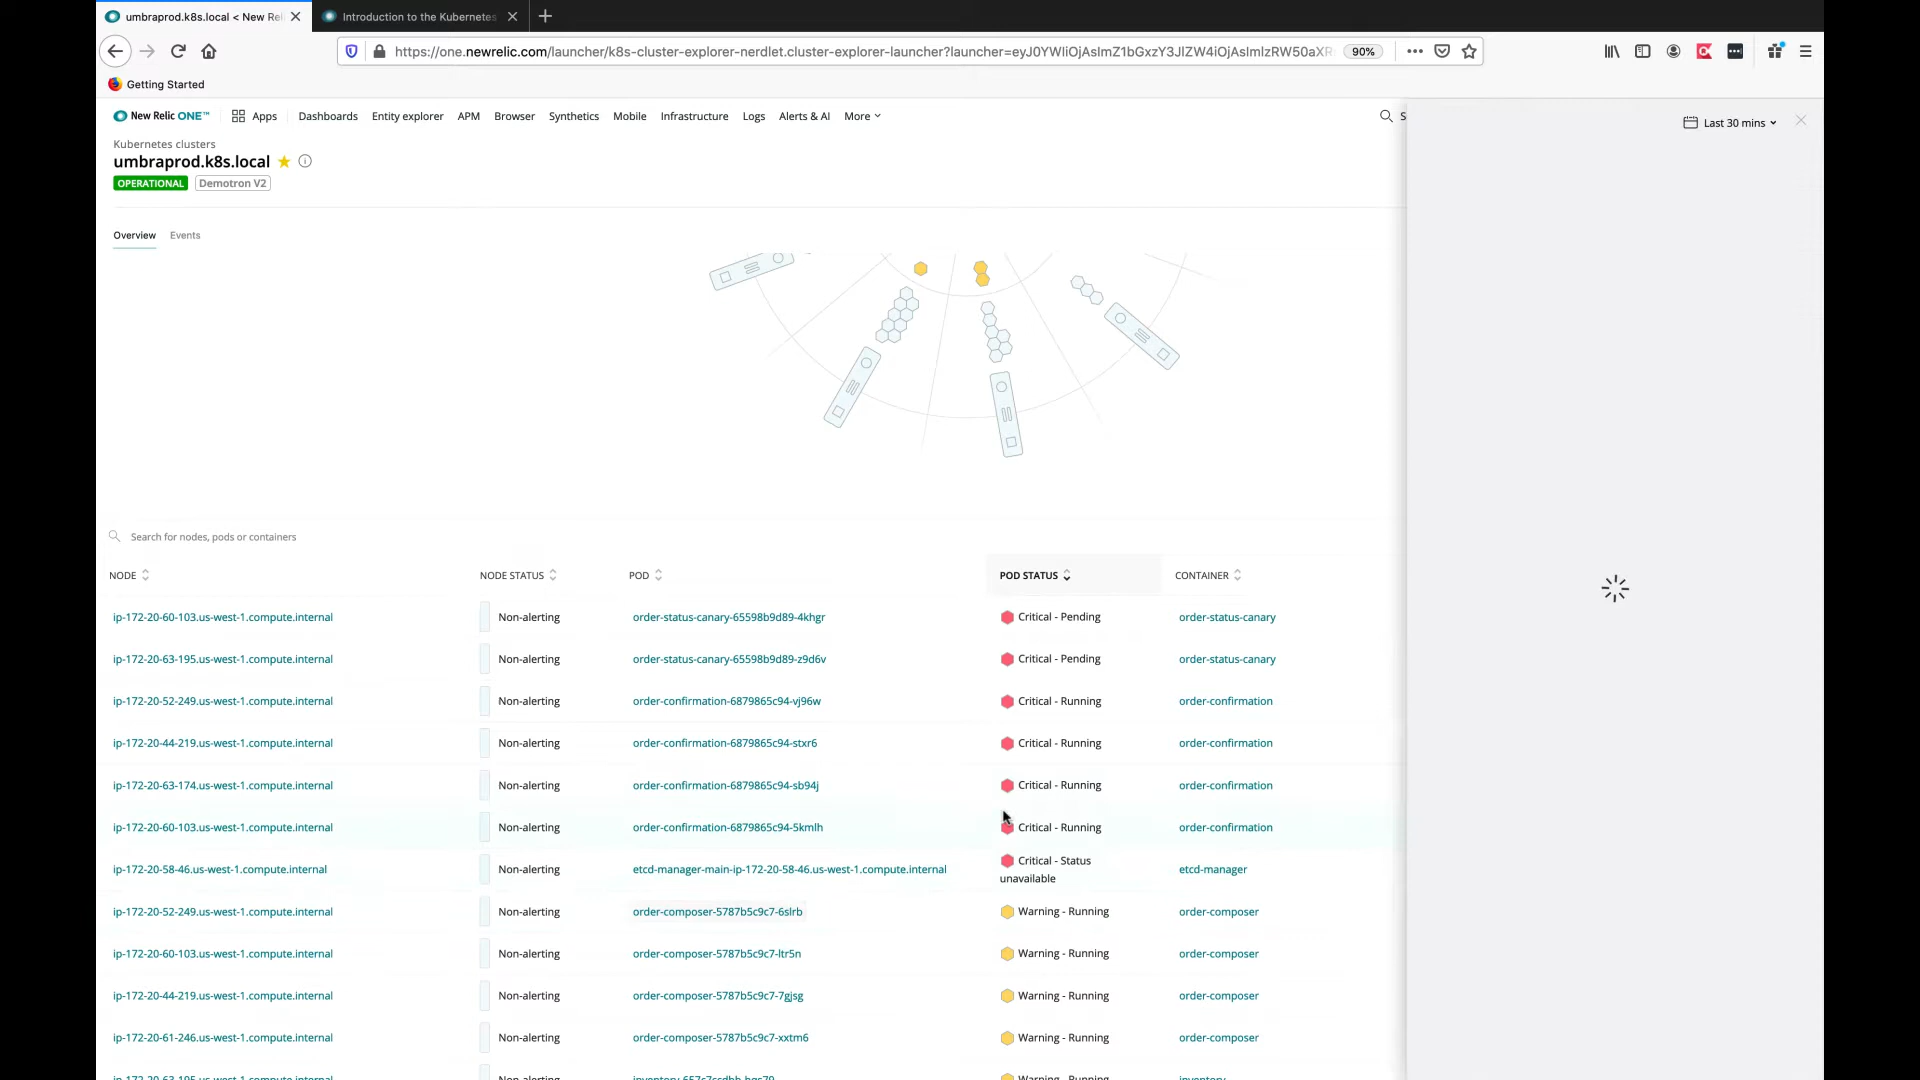 umbraprod.k8s.local < New Rel
Introduction to the Kubernetes
https://one.newrelic.com/launcher/k8s-cluster-explorer-nerdlet.cluster-explorer-launcher?launcher=
90%
Getting Started
New Relic ONE™
Apps
Dashboards
Entity explorer
APM
Browser
Synthetics
Mobile
Infrastructure
Logs
Alerts & AI
More
S
Last 30 mins
Kubernetes clusters
umbraprod.k8s.local
OPERATIONAL
Demotron V2
Overview
Events
Search for nodes, pods or containers
NODE NODE STATUS POD POD STATUS CONTAINER
ip-172-20-60-103.us-west-1.compute.internal Non-alerting order-status-canary-65598b9d89-4khgr Critical - Pending order-status-canary
ip-172-20-63-195.us-west-1.compute.internal Non-alerting order-status-canary-65598b9d89-z9d6v Critical - Pending order-status-canary
ip-172-20-52-249.us-west-1.compute.internal Non-alerting order-confirmation-6879865c94-vj96w Critical - Running order-confirmation
ip-172-20-44-219.us-west-1.compute.internal Non-alerting order-confirmation-6879865c94-stxr6 Critical - Running order-confirmation
ip-172-20-63-174.us-west-1.compute.internal Non-alerting order-confirmation-6879865c94-sb94j Critical - Running order-confirmation
ip-172-20-60-103.us-west-1.compute.internal Non-alerting order-confirmation-6879865c94-5kmlh Critical - Running order-confirmation
ip-172-20-58-46.us-west-1.compute.internal Non-alerting etcd-manager-main-ip-172-20-58-46.us-west-1.compute.internal Critical - Status unavailable etcd-manager
ip-172-20-52-249.us-west-1.compute.internal Non-alerting order-composer-5787b5c9c7-6slrb Warning - Running order-composer
ip-172-20-60-103.us-west-1.compute.internal Non-alerting order-composer-5787b5c9c7-ltr5n Warning - Running order-composer
ip-172-20-44-219.us-west-1.compute.internal Non-alerting order-composer-5787b5c9c7-7gjsg Warning - Running order-composer
ip-172-20-61-246.us-west-1.compute.internal Non-alerting order-composer-5787b5c9c7-xxtm6 Warning - Running order-composer
ip-172-20-63-195.us-west-1.compute.internal Non-alerting Warning - Running inventory